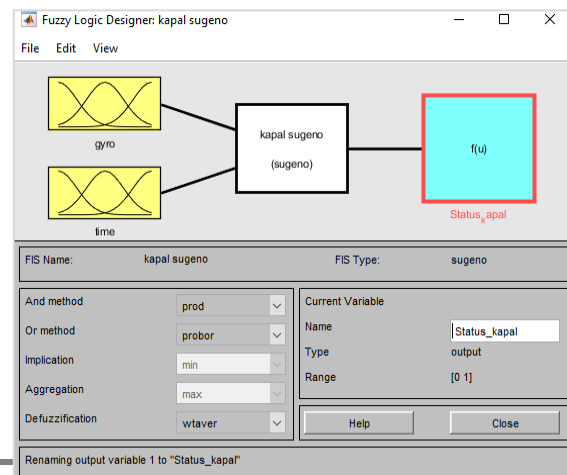 Fuzzy Logic Designer: kapal sugeno
File Edit View
gyro
time
kapal sugeno
(sugeno)
f(u)
Status_kapal
FIS Name: kapal sugeno FIS Type: sugeno
And method prod
Or method probor
Implication min
Aggregation max
Defuzzification wtaver
Current Variable
Name Status_kapal
Type output
Range [0 1]
Help Close
Renaming output variable 1 to "Status_kapal"